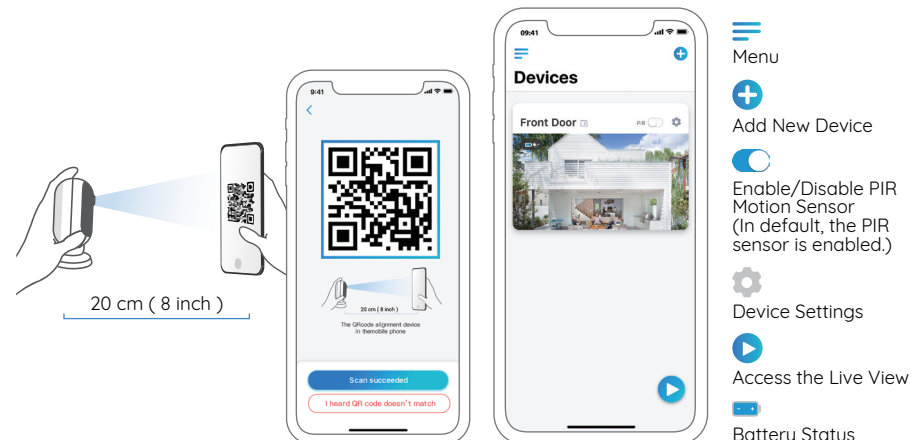 20 cm ( 8 inch )
9:41
20 cm ( 8 inch )
The QRcode alignment device
in themobile phone
Scan succeeded
I heard QR code doesn't match
09:41
Devices
Front Door
PIR
Menu
Add New Device
Enable/Disable PIR
Motion Sensor
(In default, the PIR
sensor is enabled.)
Device Settings
Access the Live View
Battery Status